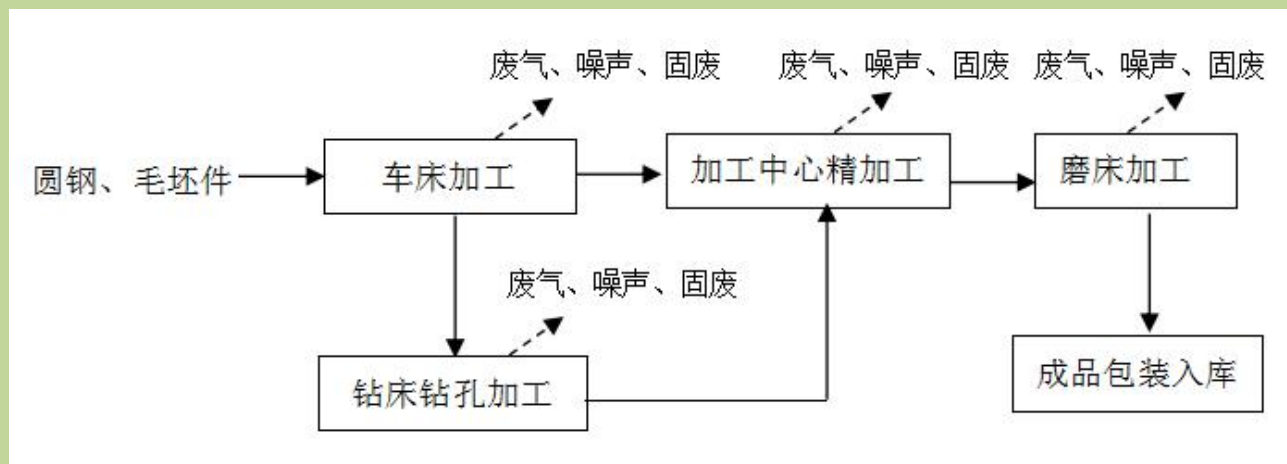 废气、噪声、固废
废气、噪声、固废
废气、噪声、固废
圆钢、毛坯件
车床加工
加工中心精加工
磨床加工
废气、噪声、固废
钻床钻孔加工
成品包装入库